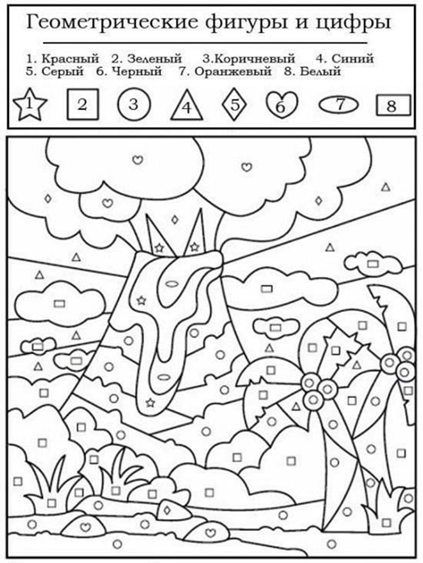 Геометрические фигуры и цифры
1. Красный 2. Зеленый 3.Коричневый 4. Синий
5. Серый 6. Черный 7. Оранжевый 8. Белый
1 2 3 4 5 6 7 8